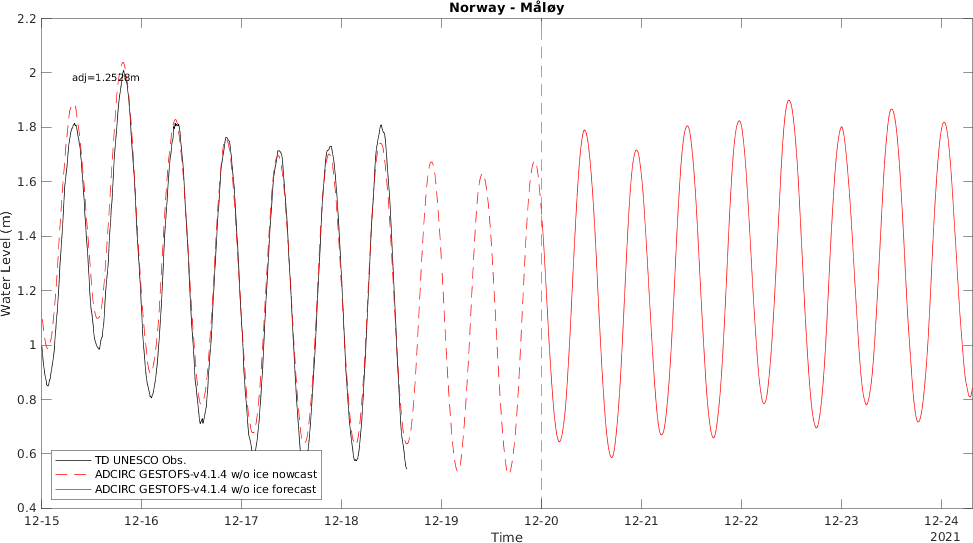 Norway - Måløy
2.2
2
1.8
1.6
1.4
1.2
1
0.8
0.6
0.4
Water Level (m)
adj=1.2528m
TD UNESCO Obs.
ADCIRC GESTOFS-v4.1.4 w/o ice nowcast
ADCIRC GESTOFS-v4.1.4 w/o ice forecast
12-15 12-16 12-17 12-18 12-19 12-20 12-21 12-22 12-23 12-24
Time
2021